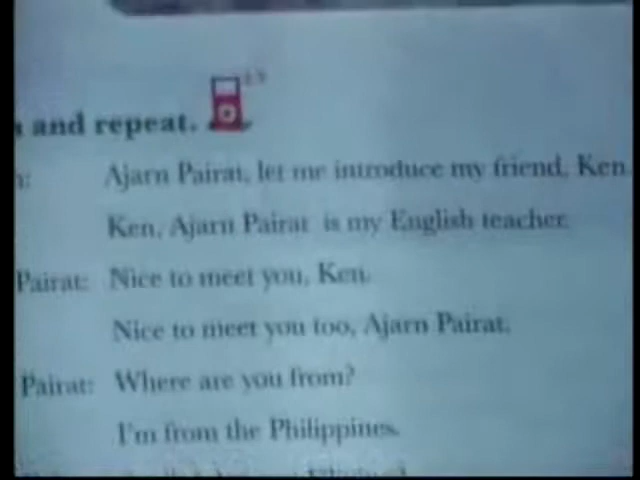 and repeat.
Ajarn Pairat, let me introduce my friend, Ken.
Ken, Ajarn Pairat is my English teacher.
Pairat: Nice to meet you, Ken.
Nice to meet you too, Ajarn Pairat.
Pairat: Where are you from?
I'm from the Philippines.